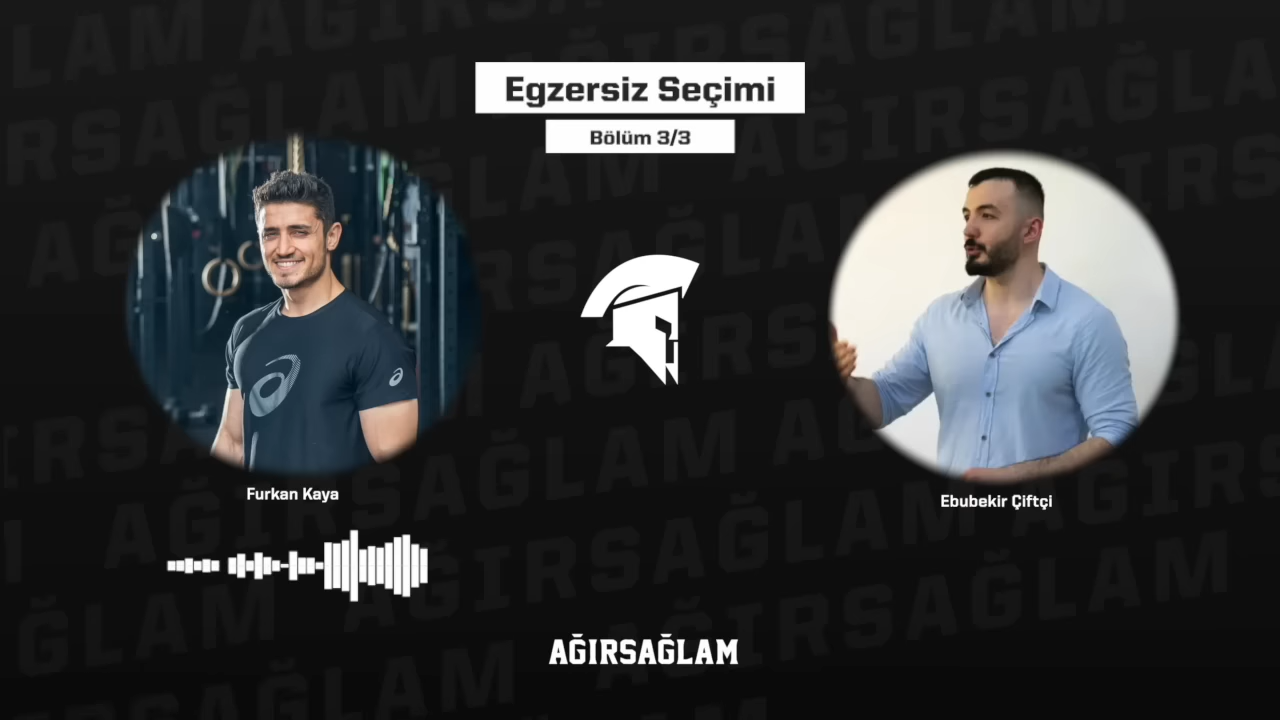 Egzersiz Seçimi
Bölüm 3/3
Furkan Kaya
Ebubekir Çiftçi
AĞIRSAĞLAM